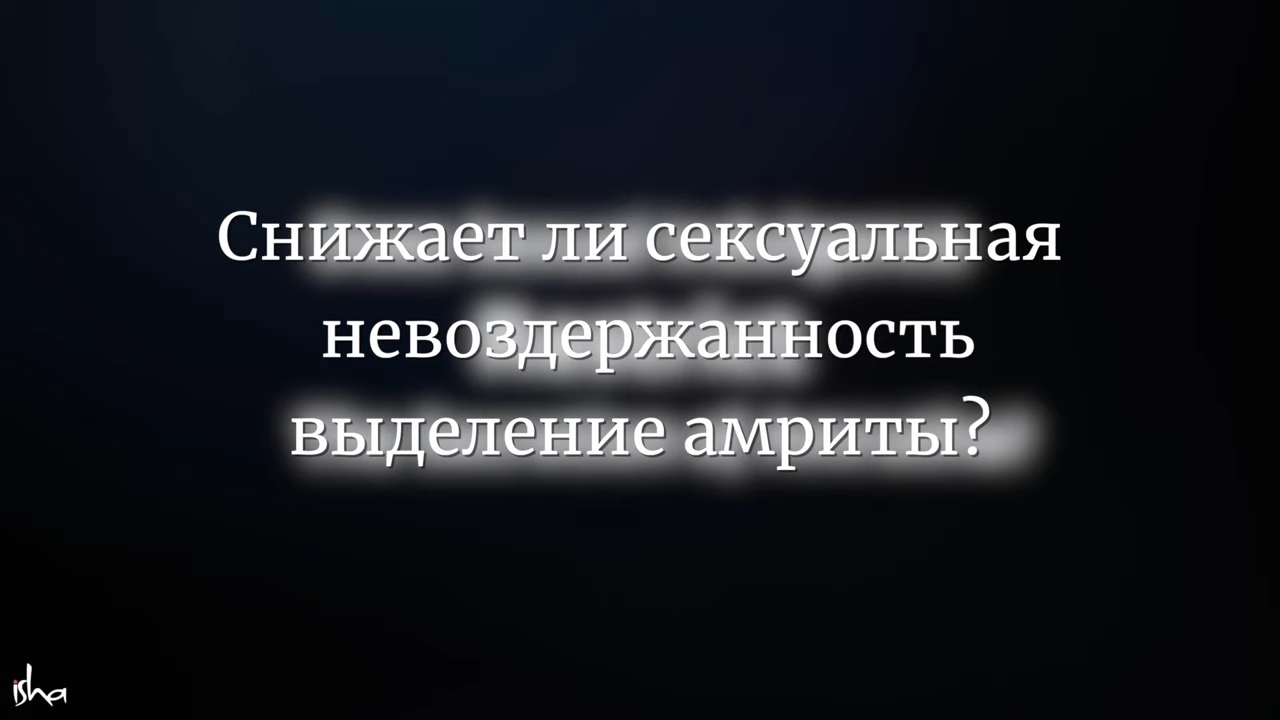 Снижает ли сексуальная
невоздержанность
выделение амриты?
isha